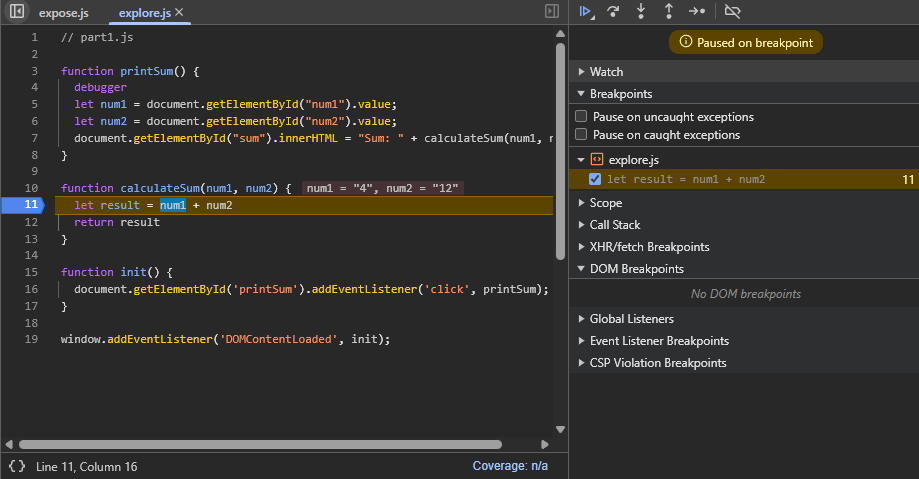 expose.js
explore.js
1 // part1.js
2
3 function printSum() {
4 debugger
5 let num1 = document.getElementById("num1").value;
6 let num2 = document.getElementById("num2").value;
7 document.getElementById("sum").innerHTML = "Sum: " + calculateSum(num1, n
8 }
9
10 function calculateSum(num1, num2) { num1 = "4", num2 = "12"
11 let result = num1 + num2
12 return result
13 }
14
15 function init() {
16 document.getElementById('printSum').addEventListener('click', printSum);
17 }
18
19 window.addEventListener('DOMContentLoaded', init);
{ } Line 11, Column 16
Coverage: n/a
Paused on breakpoint
Watch
Breakpoints
Pause on uncaught exceptions
Pause on caught exceptions
explore.js
let result = num1 + num2 11
Scope
Call Stack
XHR/fetch Breakpoints
DOM Breakpoints
No DOM breakpoints
Global Listeners
Event Listener Breakpoints
CSP Violation Breakpoints